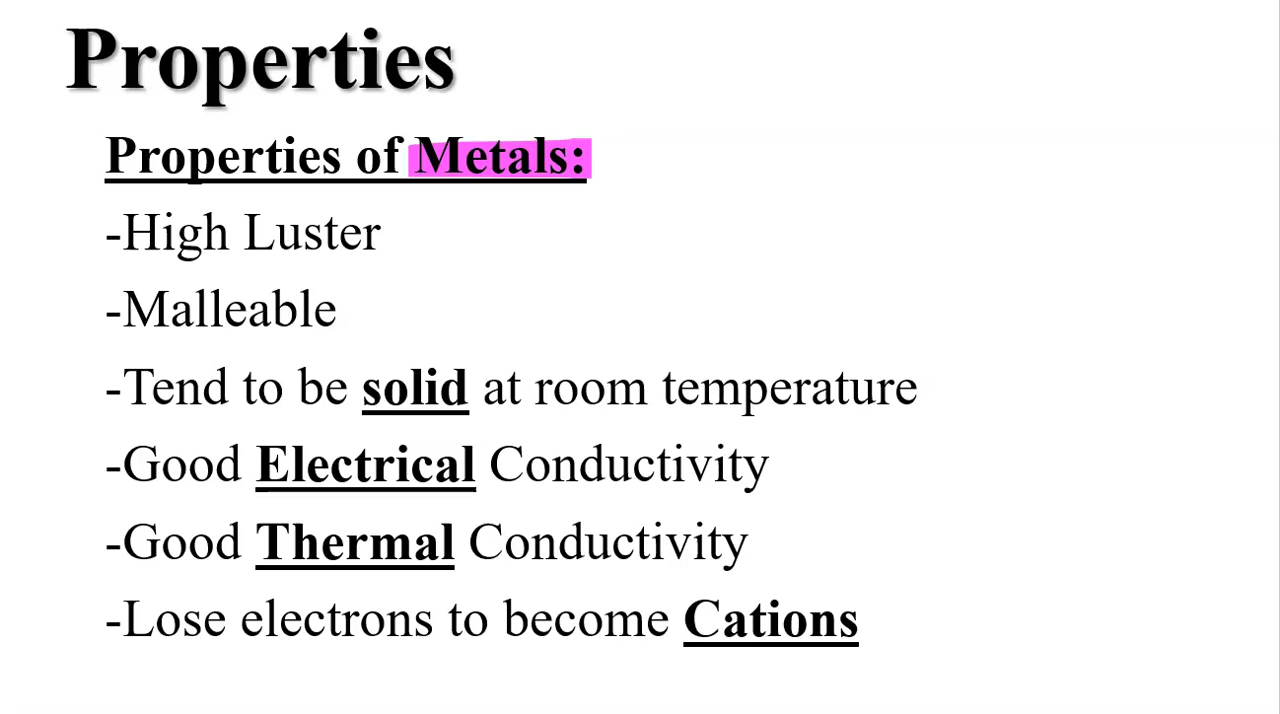 Properties
Properties of Metals:
-High Luster
-Malleable
-Tend to be solid at room temperature
-Good Electrical Conductivity
-Good Thermal Conductivity
-Lose electrons to become Cations